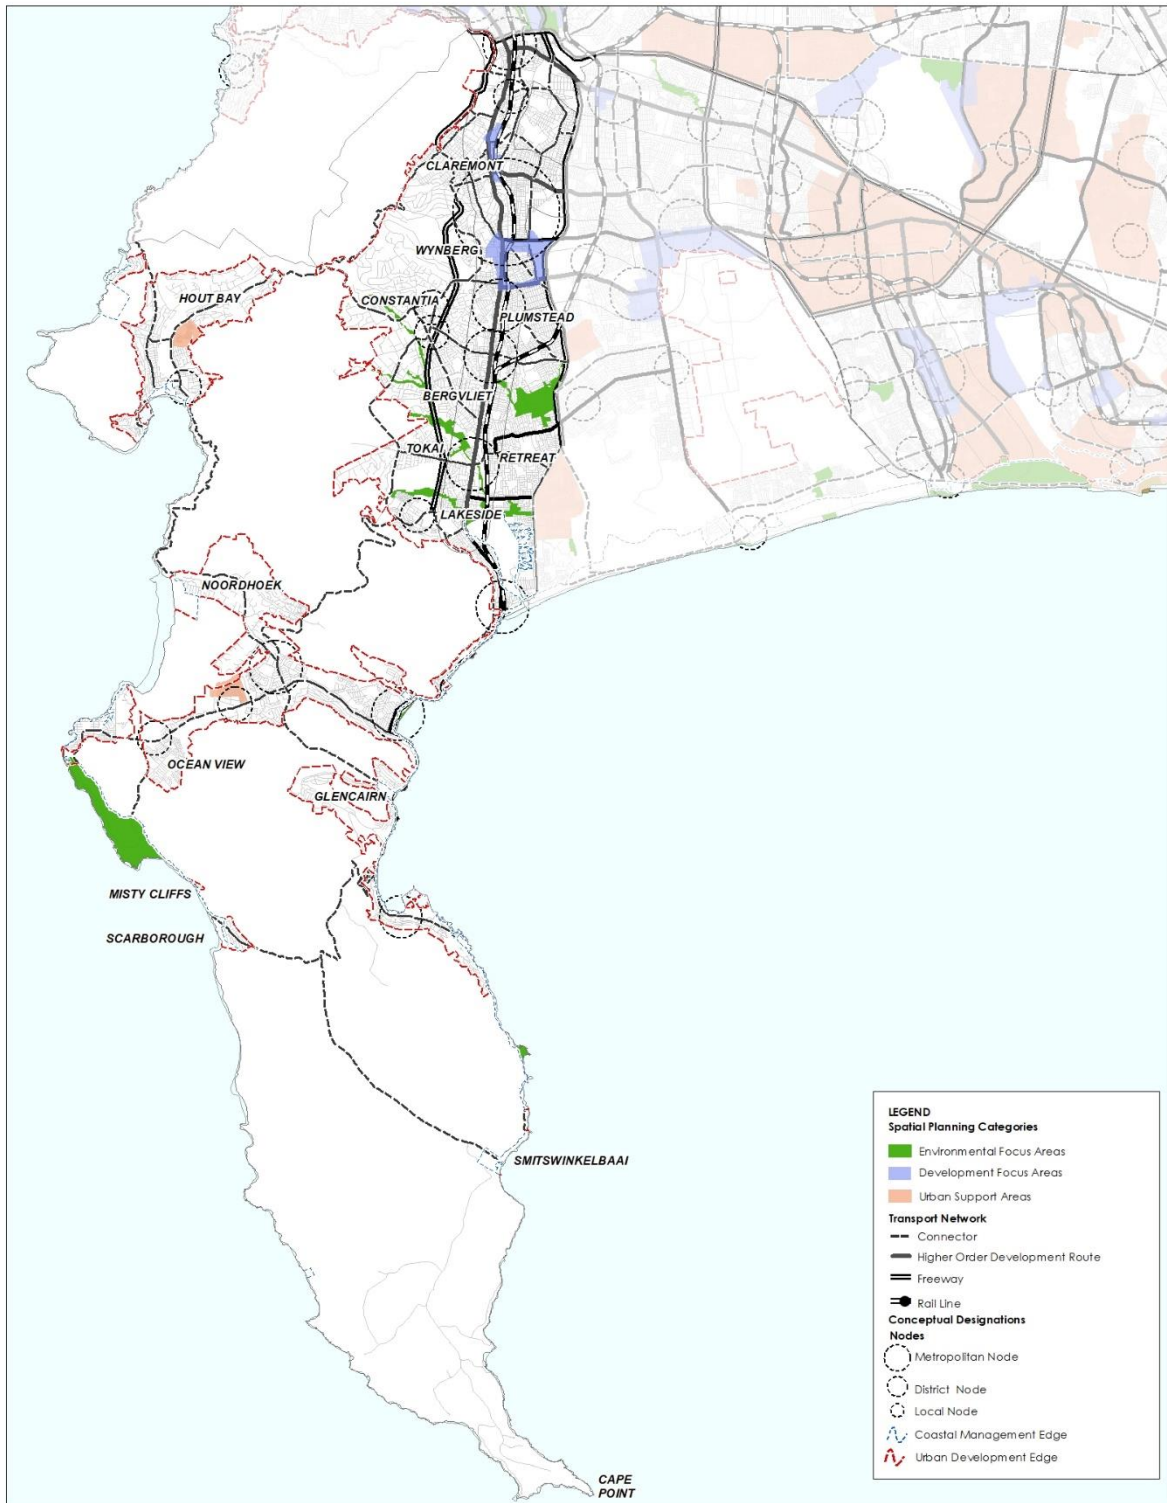 CLAREMONT
WYNBERG
HOUT BAY
CONSTANTIA
PLUMSTEAD
BERGVLIET
TOKAI
RETREAT
LAKESIDE
NOORDHOEK
OCEAN VIEW
GLENCAIRN
MISTY CLIFFS
SCARBOROUGH
SMITSWINKELBAAI
CAPE
POINT
LEGEND
Spatial Planning Categories
Environmental Focus Areas
Development Focus Areas
Urban Support Areas
Transport Network
Connector
Higher Order Development Route
Freeway
Rail Line
Conceptual Designations
Nodes
Metropolitan Node
District Node
Local Node
Coastal Management Edge
Urban Development Edge